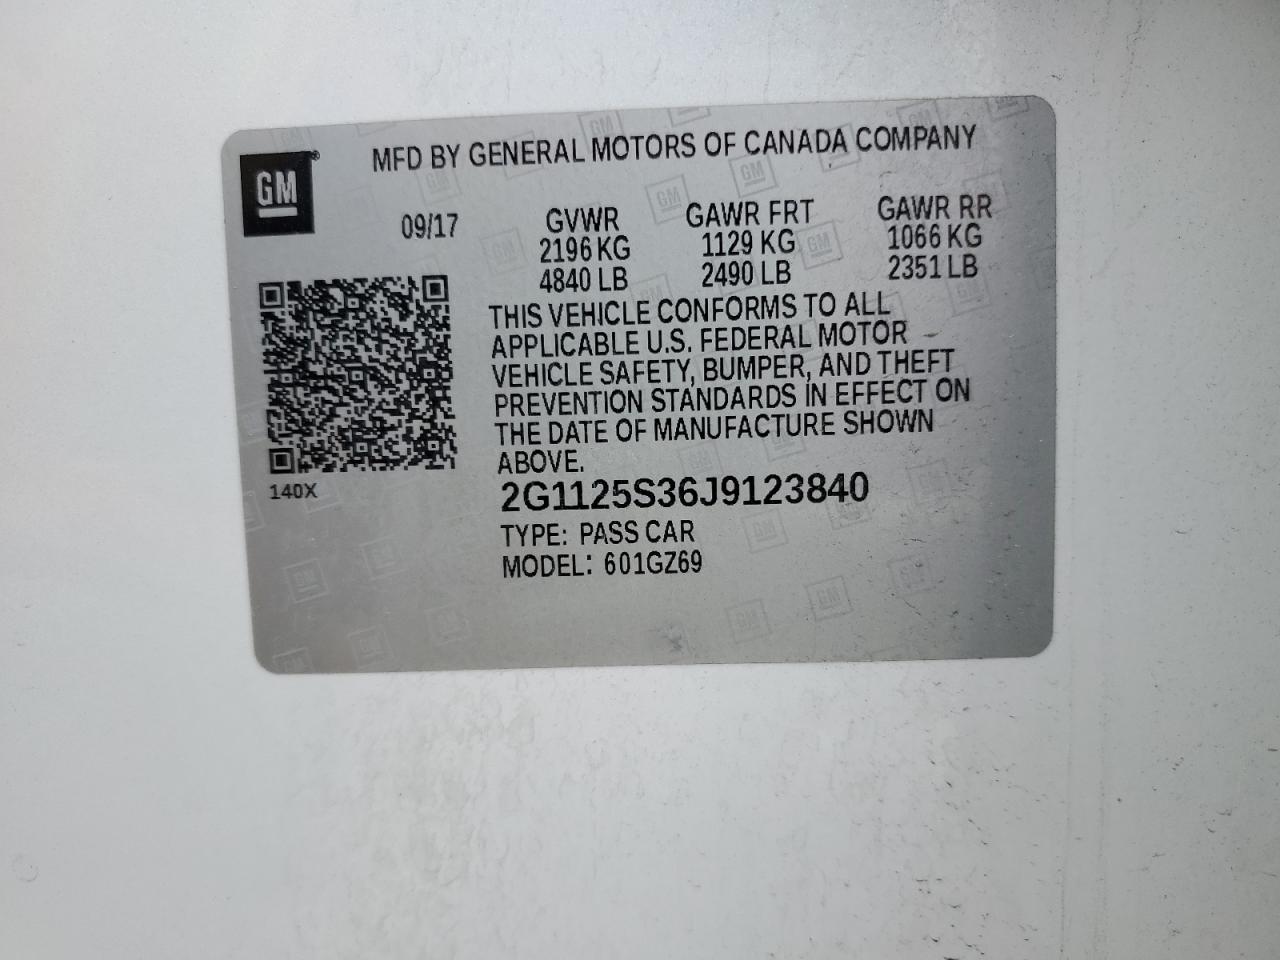 GM
MFD BY GENERAL MOTORS OF CANADA COMPANY
09/17
GVWR
2196 KG
4840 LB
GAWR FRT
1129 KG
2490 LB
GAWR RR
1066 KG
2351 LB
THIS VEHICLE CONFORMS TO ALL
APPLICABLE U.S. FEDERAL MOTOR
VEHICLE SAFETY, BUMPER, AND THEFT
PREVENTION STANDARDS IN EFFECT ON
THE DATE OF MANUFACTURE SHOWN
ABOVE.
140X
2G1125S36J9123840
TYPE: PASS CAR
MODEL: 601GZ69